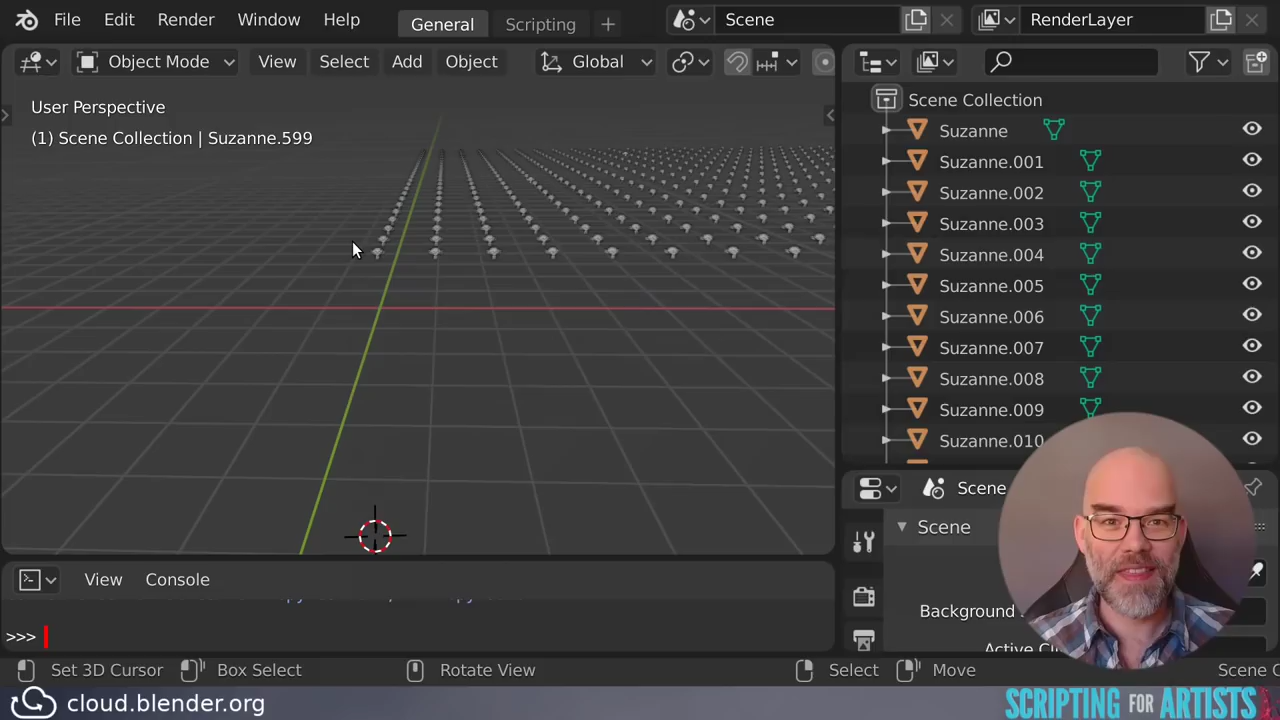 File Edit Render Window Help General Scripting + Scene RenderLayer
Object Mode View Select Add Object Global
User Perspective
(1) Scene Collection | Suzanne.599
Scene Collection
Suzanne
Suzanne.001
Suzanne.002
Suzanne.003
Suzanne.004
Suzanne.005
Suzanne.006
Suzanne.007
Suzanne.008
Suzanne.009
Suzanne.010
Scene
Scene
Background
View Console
>>>
Set 3D Cursor Box Select Rotate View Select Move Scene C
cloud.blender.org
SCRIPTING FOR ARTISTS